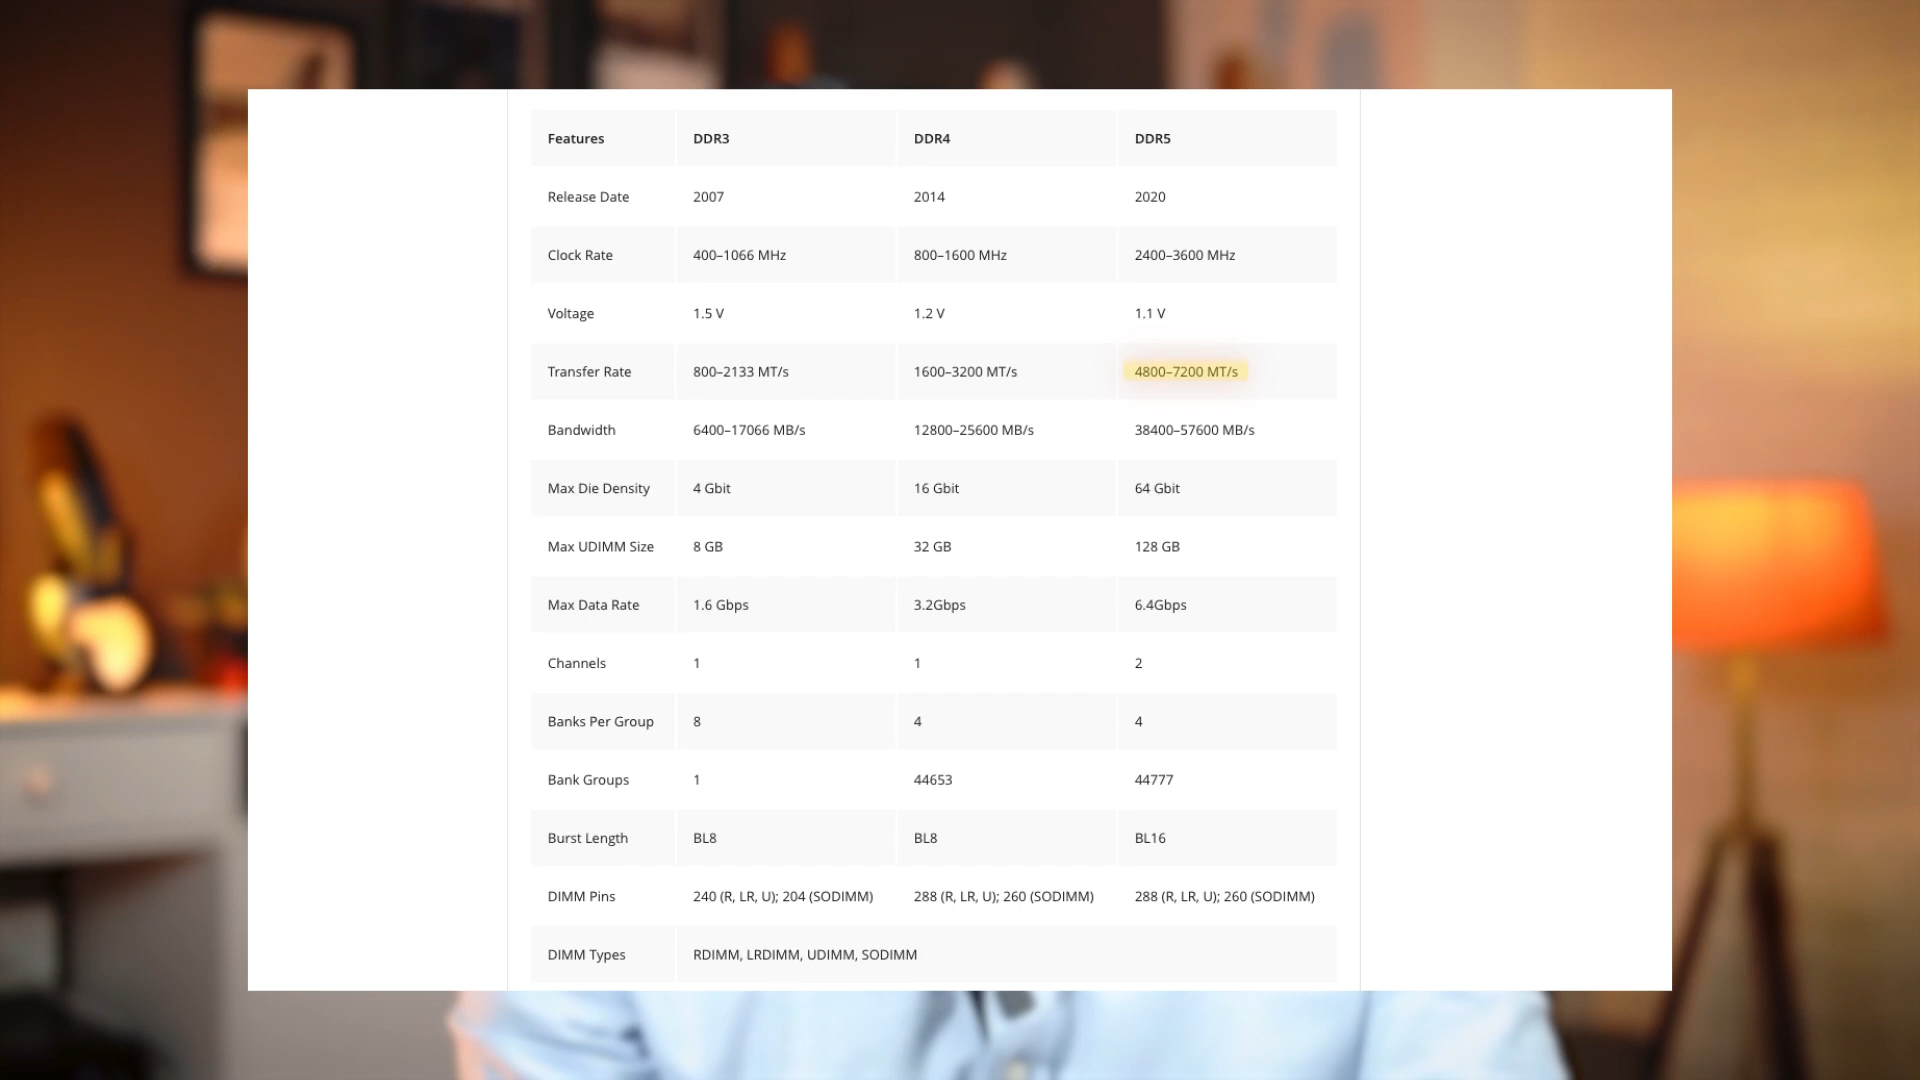 Features DDR3 DDR4 DDR5
Release Date 2007 2014 2020
Clock Rate 400–1066 MHz 800–1600 MHz 2400–3600 MHz
Voltage 1.5 V 1.2 V 1.1 V
Transfer Rate 800–2133 MT/s 1600–3200 MT/s 4800–7200 MT/s
Bandwidth 6400–17066 MB/s 12800–25600 MB/s 38400–57600 MB/s
Max Die Density 4 Gbit 16 Gbit 64 Gbit
Max UDIMM Size 8 GB 32 GB 128 GB
Max Data Rate 1.6 Gbps 3.2Gbps 6.4Gbps
Channels 1 1 2
Banks Per Group 8 4 4
Bank Groups 1 44653 44777
Burst Length BL8 BL8 BL16
DIMM Pins 240 (R, LR, U); 204 (SODIMM) 288 (R, LR, U); 260 (SODIMM) 288 (R, LR, U); 260 (SODIMM)
DIMM Types RDIMM, LRDIMM, UDIMM, SODIMM